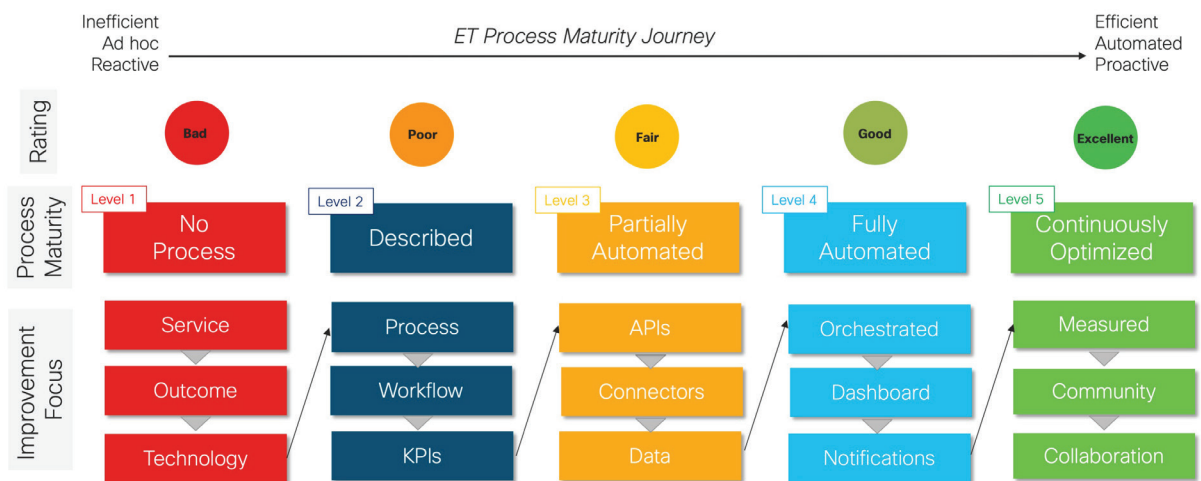 Inefficient
Ad hoc
Reactive
ET Process Maturity Journey
Efficient
Automated
Proactive
Rating
Bad
Poor
Fair
Good
Excellent
Process
Maturity
Level 1
No
Process
Level 2
Described
Level 3
Partially
Automated
Level 4
Fully
Automated
Level 5
Continuously
Optimized
Improvement
Focus
Service
Outcome
Technology
Process
Workflow
KPIs
APIs
Connectors
Data
Orchestrated
Dashboard
Notifications
Measured
Community
Collaboration